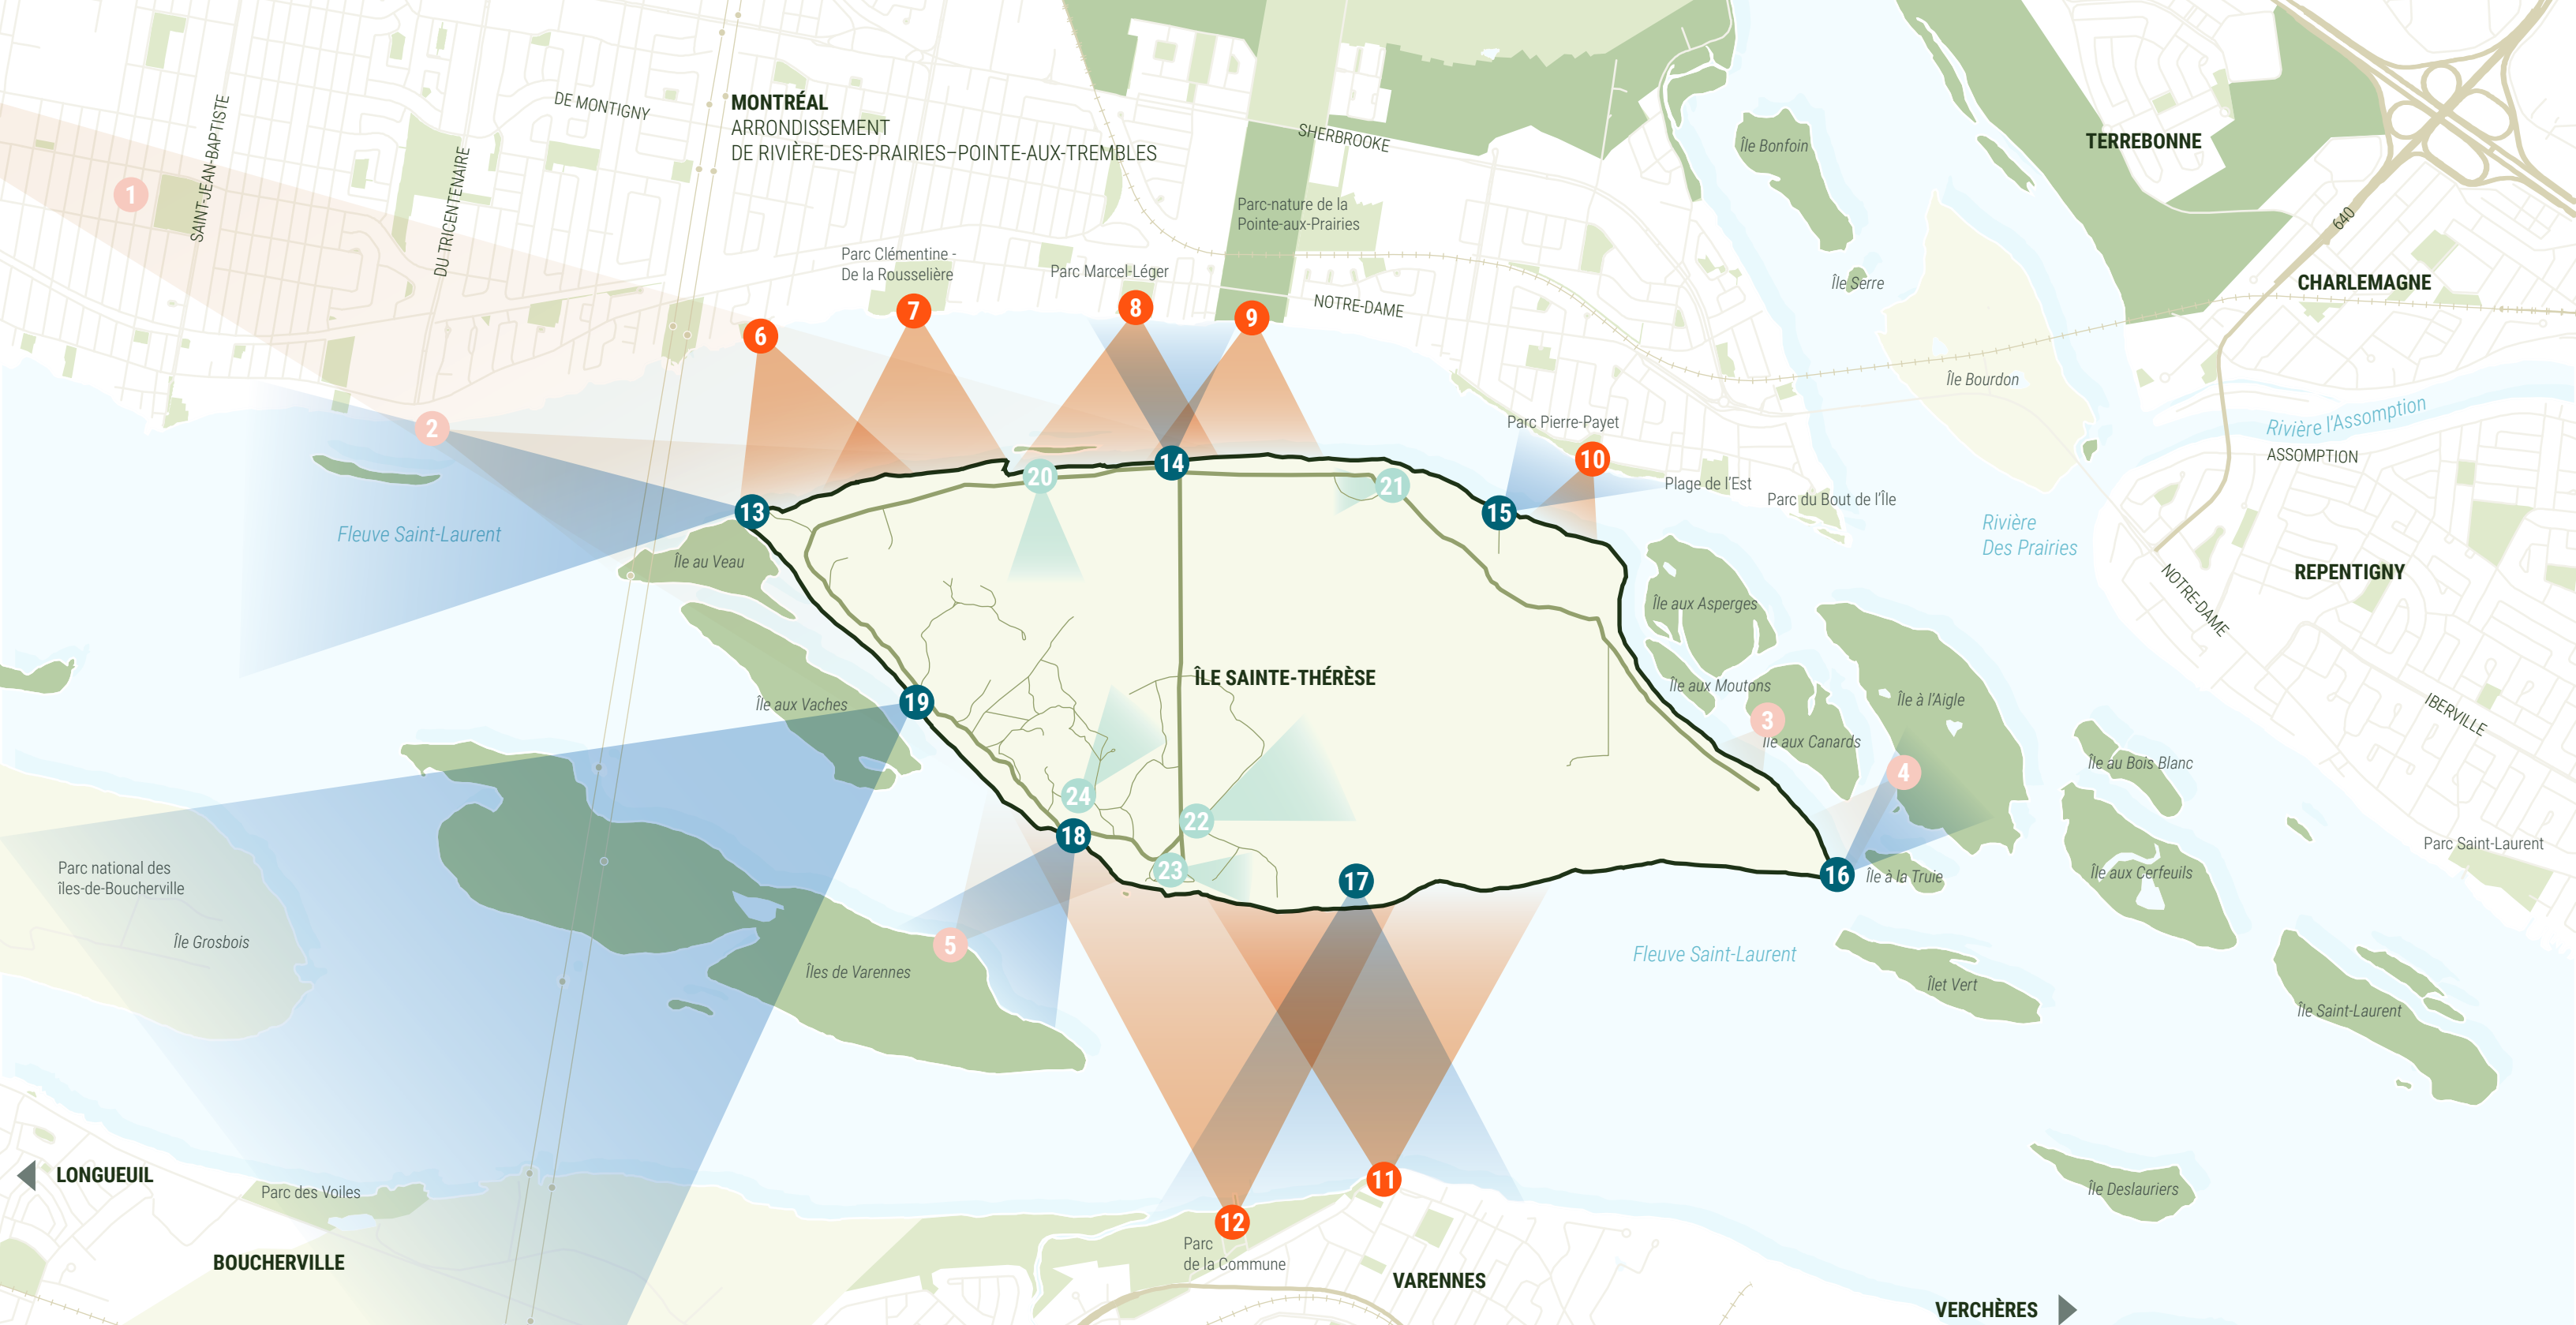 DE MONTIGNY
SAINT-JEAN-BAPTISTE
DU TRICENTENAIRE
MONTRÉAL
ARRONDISSEMENT
DE RIVIÈRE-DES-PRAIRIES–POINTE-AUX-TREMBLES
SHERBROOKE
Île Bonfoin
TERREBONNE
1
Parc-nature de la
Pointe-aux-Prairies
640
Parc Clémentine -
De la Rousselière
Parc Marcel-Léger
Île Serre
CHARLEMAGNE
6
7
8
9
NOTRE-DAME
Île Bourdon
2
Parc Pierre-Payet
Rivière l'Assomption
ASSOMPTION
10
14
20
21
Plage de l'Est
Parc du Bout de l'Île
13
15
Fleuve Saint-Laurent
Rivière
Des Prairies
Île au Veau
REPENTIGNY
NOTRE-DAME
Île aux Asperges
ÎLE SAINTE-THÉRÈSE
Île aux Moutons
Île aux Vaches
19
Île à l'Aigle
IBERVILLE
3
Île aux Canards
4
Île au Bois Blanc
24
22
18
Parc Saint-Laurent
Parc national des
îles-de-Boucherville
23
17
16
Île à la Truie
Île aux Cerfeuils
Île Grosbois
5
Îles de Varennes
Fleuve Saint-Laurent
Îlet Vert
Île Saint-Laurent
LONGUEUIL
Parc des Voiles
11
Île Deslauriers
12
Parc
de la Commune
BOUCHERVILLE
VARENNES
VERCHÈRES